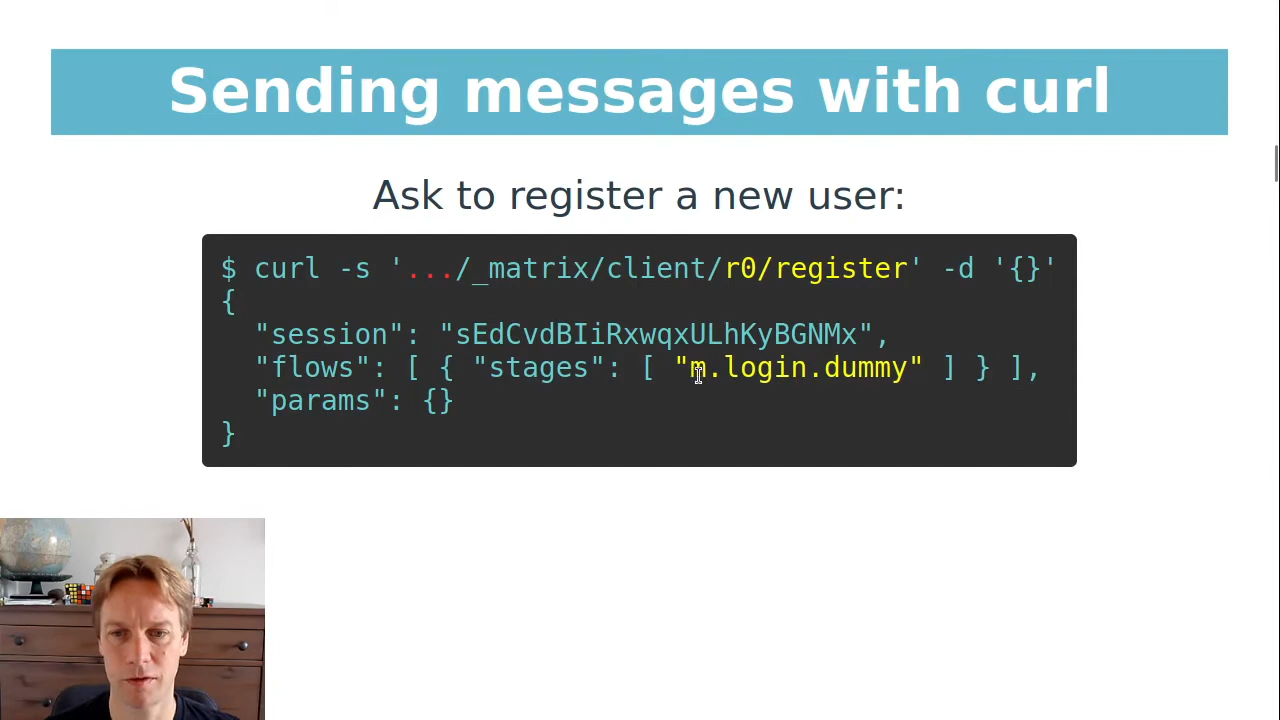 Sending messages with curl
Ask to register a new user:
$ curl -s '.../_matrix/client/r0/register' -d '{}'
{
  "session": "sEdCvdBIiRxwqxULhKyBGNMx",
  "flows": [ { "stages": [ "m.login.dummy" ] } ],
  "params": {}
}